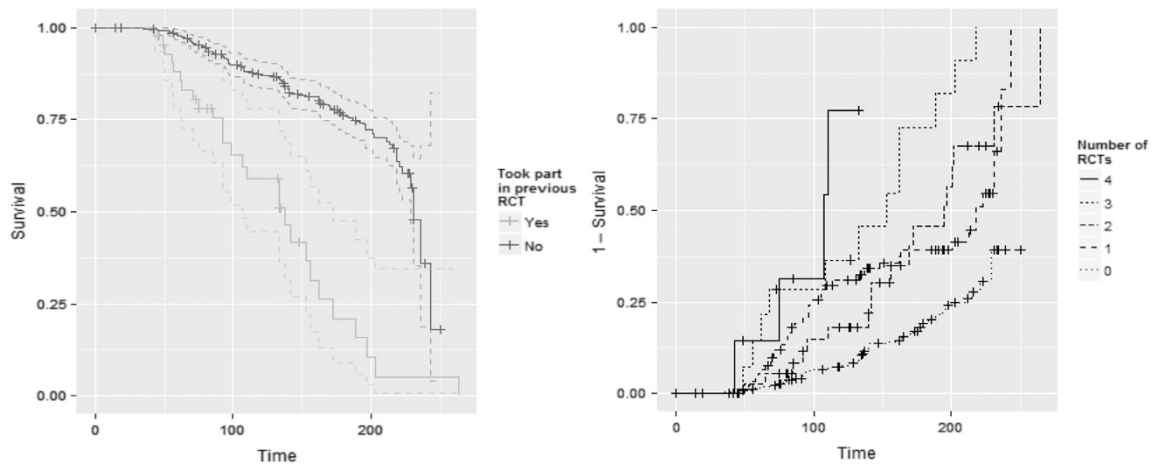 1.00
0.75
0.50
0.25
0.00
Survival
0
100
200
Time
Took part
in previous
RCT
Yes
No
1.00
0.75
0.50
0.25
0.00
1 – Survival
0
100
200
Time
Number of
RCTs
4
3
2
1
0